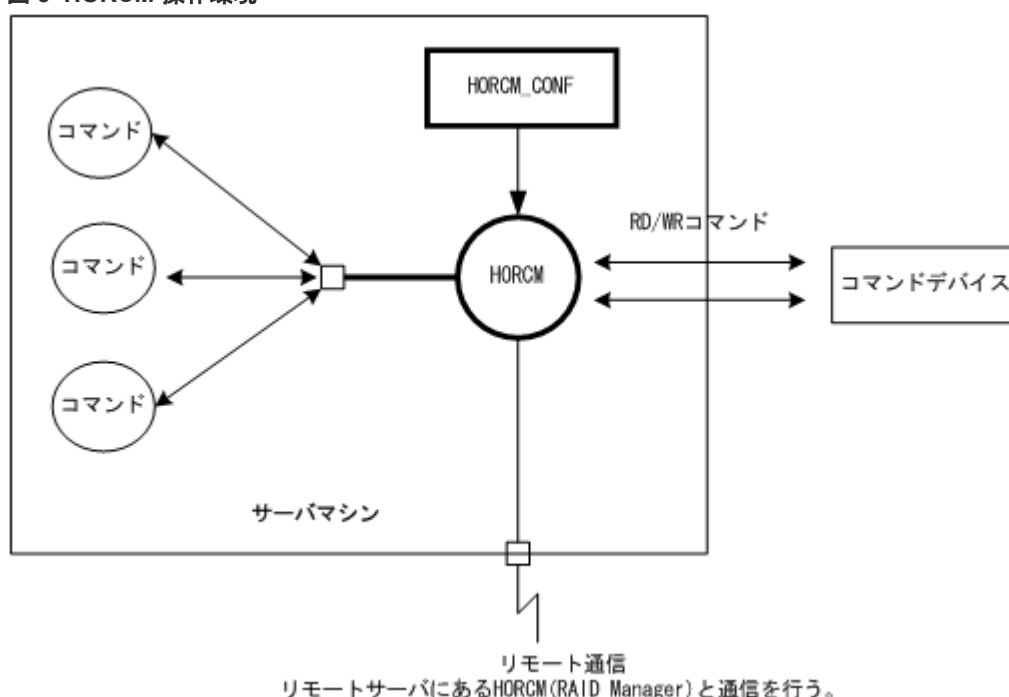 HORCM_CONF
コマンド
コマンド
コマンド
HORCM
RD/WRコマンド
コマンドデバイス
サーバマシン
リモート通信
リモートサーバにあるHORCM(RAID Manager)と通信を行う。